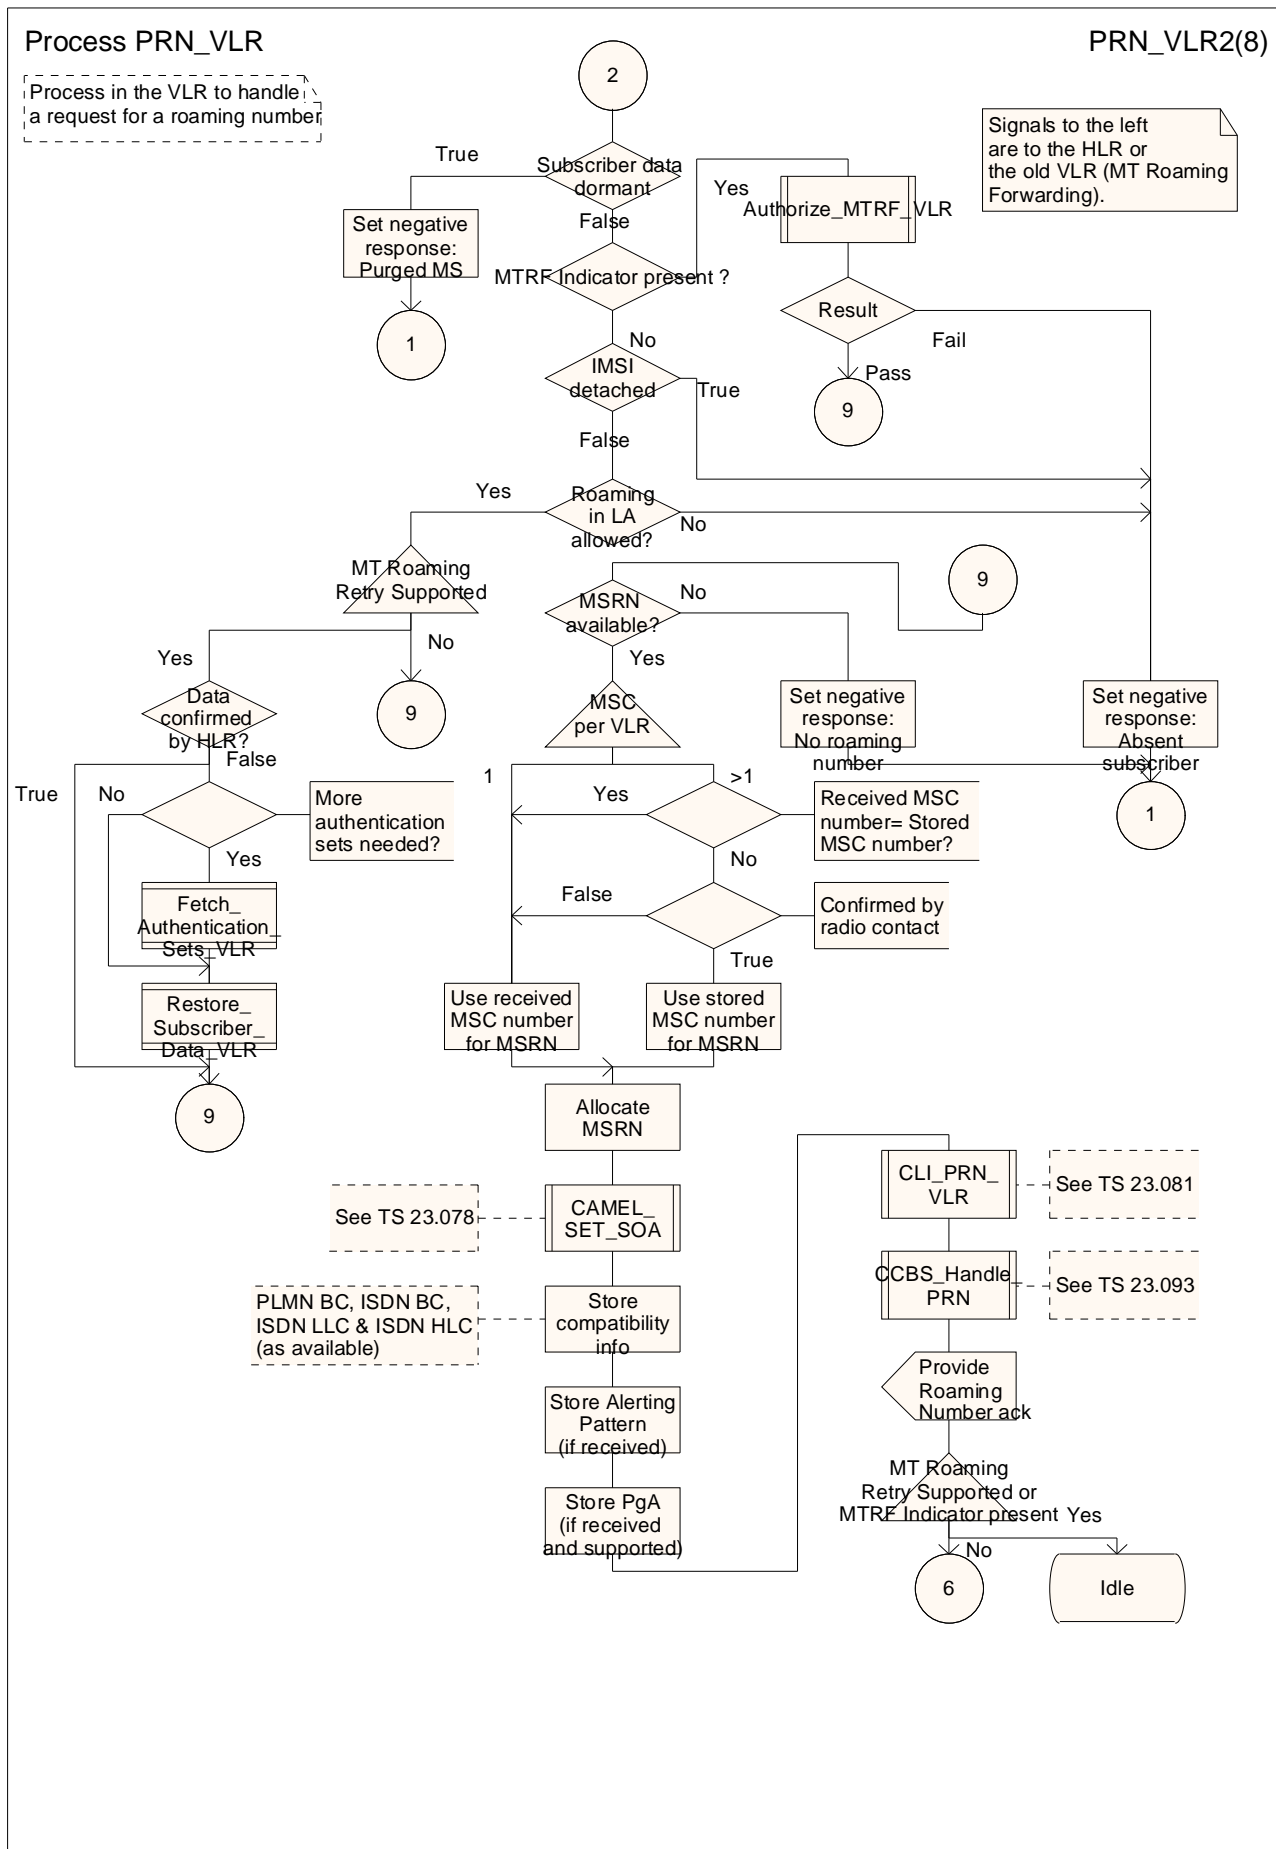 Process PRN_VLR
PRN_VLR2(8)
Process in the VLR to handle
a request for a roaming number
2
Signals to the left
are to the HLR or
the old VLR (MT Roaming
Forwarding).
True
Subscriber data
dormant
Yes
Authorize_MTRF_VLR
False
Set negative
response:
Purged MS
MTRF Indicator present ?
Result
1
No
Fail
IMSI
detached
True
Pass
9
False
Yes
Roaming
in LA
allowed?
No
MT Roaming
Retry Supported
MSRN
available?
No
9
No
Yes
Yes
Data
confirmed
by HLR?
9
MSC
per VLR
Set negative
response:
No roaming
number
Set negative
response:
Absent
subscriber
False
True
No
1
>1
Yes
More
authentication
sets needed?
Received MSC
number= Stored
MSC number?
1
Yes
No
Fetch_
Authentication_
Sets_VLR
False
Confirmed by
radio contact
True
Restore_
Subscriber_
Data_VLR
Use received
MSC number
for MSRN
Use stored
MSC number
for MSRN
9
Allocate
MSRN
CLI_PRN_
VLR
See TS 23.081
See TS 23.078
CAMEL_
SET_SOA
CCBS_Handle_
PRN
See TS 23.093
PLMN BC, ISDN BC,
ISDN LLC & ISDN HLC
(as available)
Store
compatibility
info
Provide
Roaming
Number ack
Store Alerting
Pattern
(if received)
MT Roaming
Retry Supported or
MTRF Indicator present
Yes
Store PgA
(if received
and supported)
No
6
Idle